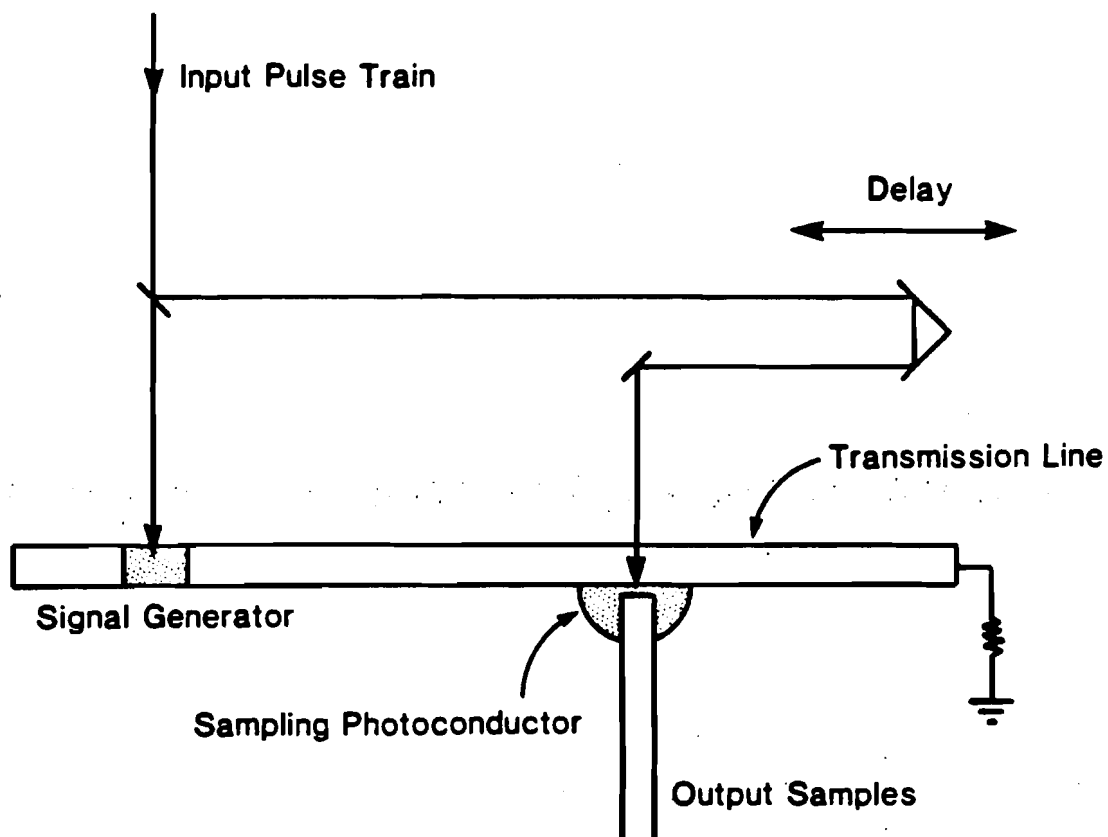 Input Pulse Train
Delay
Transmission Line
Signal Generator
Sampling Photoconductor
Output Samples